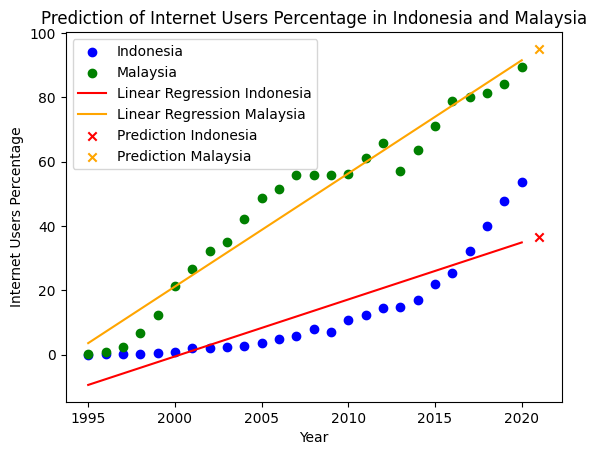 Prediction of Internet Users Percentage in Indonesia and Malaysia
Indonesia
Malaysia
Linear Regression Indonesia
Linear Regression Malaysia
Prediction Indonesia
Prediction Malaysia
Internet Users Percentage
100
80
60
40
20
0
1995 2000 2005 2010 2015 2020
Year